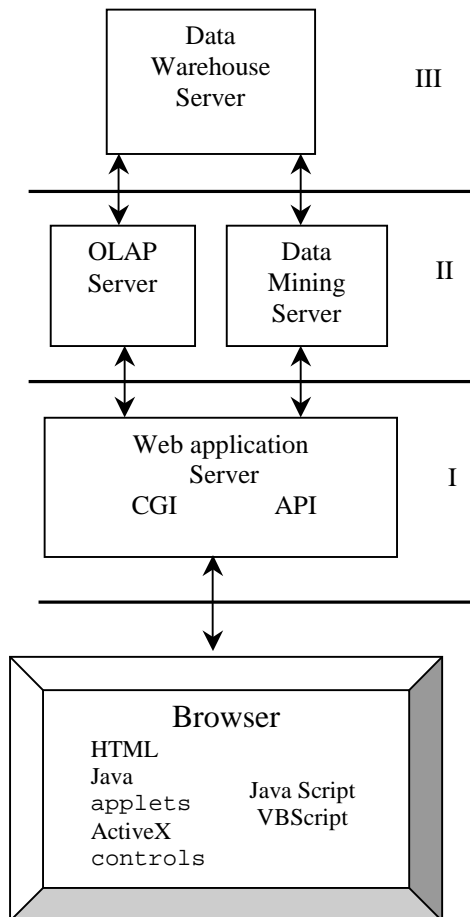 Data
Warehouse
Server
III
OLAP
Server
Data
Mining
Server
II
Web application
Server
CGI API
I
Browser
HTML
Java
applets
ActiveX
controls
Java Script
VBScript